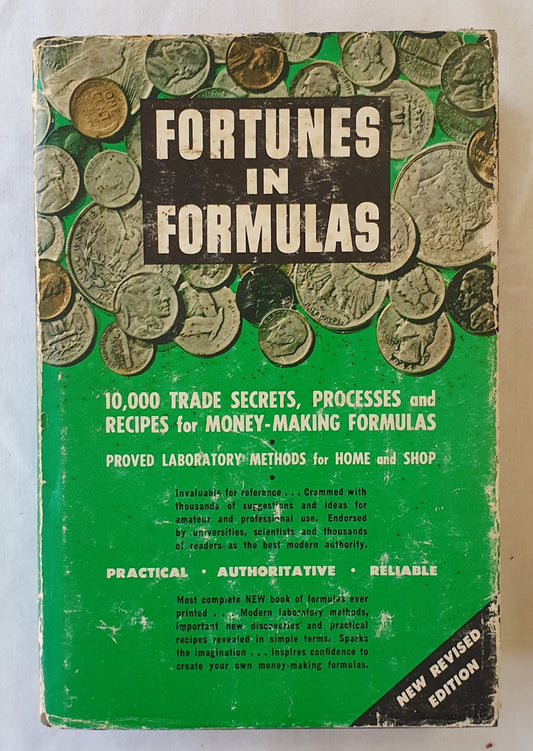 FORTUNES
IN
FORMULAS
10,000 TRADE SECRETS, PROCESSES and
RECIPES for MONEY-MAKING FORMULAS
•
PROVED LABORATORY METHODS for HOME and SHOP
•
Invaluable for reference . . . Crammed with
thousands of suggestions and ideas for
amateur and professional use. Endorsed
by universities, scientists and thousands
of readers as the best modern authority.
PRACTICAL • AUTHORITATIVE • RELIABLE
Most complete NEW book of formulas ever
printed . . . Modern laboratory methods,
important new discoveries and practical
recipes revealed in simple terms. Sparks
the imagination . . . inspires confidence to
create your own money-making formulas.
NEW REVISED
EDITION